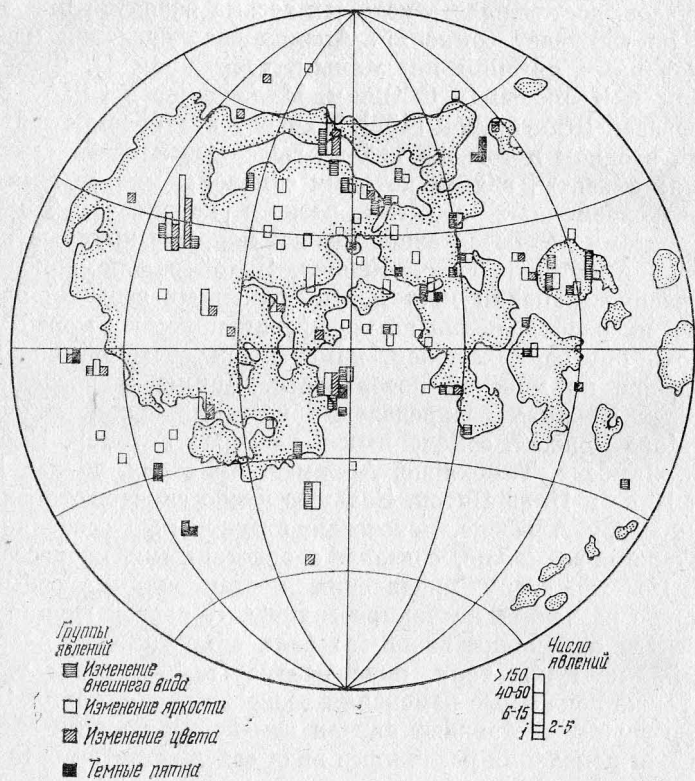 Группы
явлений
Изменение
внешнего вида
Изменение яркости
Изменение цвета
Темные пятна
Число
явлений
>150
40-50
6-15
2-5
1